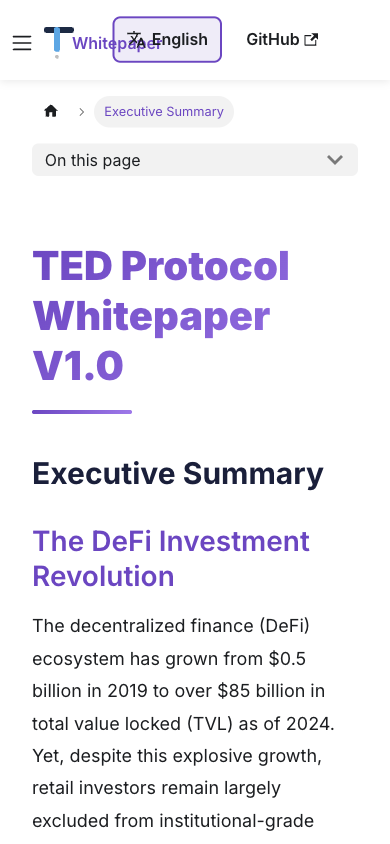 Whitepaper
English
GitHub
Executive Summary
On this page
TED Protocol
Whitepaper
V1.0
Executive Summary
The DeFi Investment
Revolution
The decentralized finance (DeFi)
ecosystem has grown from $0.5
billion in 2019 to over $85 billion in
total value locked (TVL) as of 2024.
Yet, despite this explosive growth,
retail investors remain largely
excluded from institutional-grade